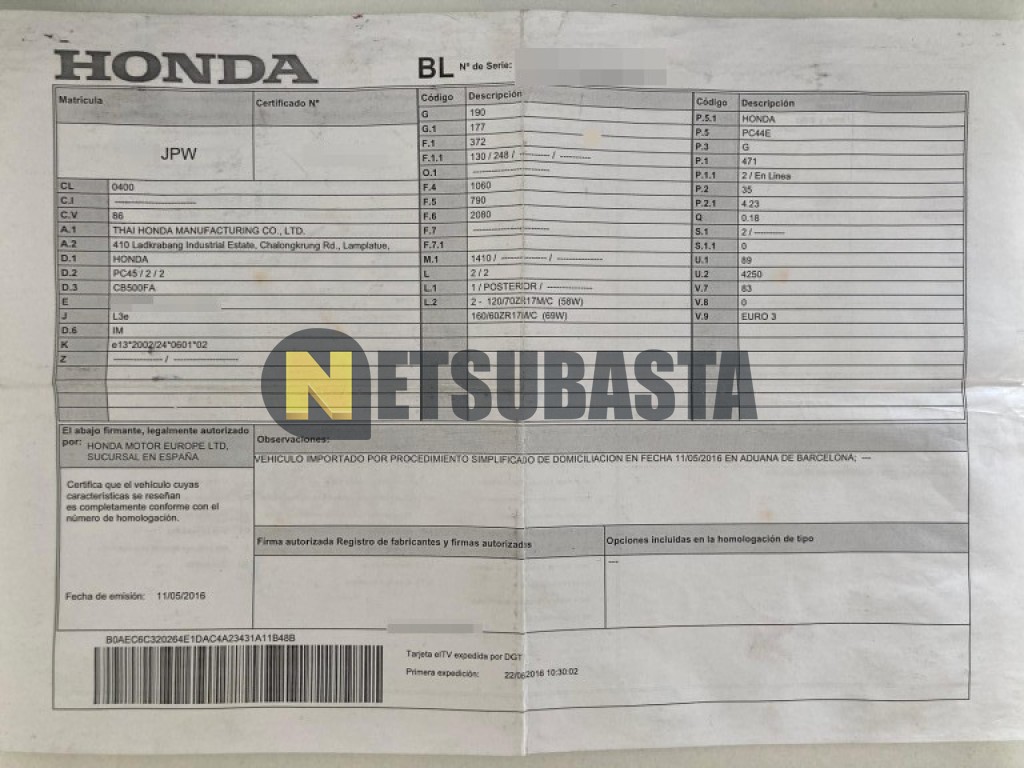 HONDA
BL Nº de Serie:
Matricula
JPW
Certificado Nº
CL 0400
C.I --------------------
C.V 86
A.1 THAI HONDA MANUFACTURING CO., LTD.
A.2 410 Ladkrabang Industrial Estate, Chalongkrung Rd., Lamplatue,
D.1 HONDA
D.2 PC45 / 2 / 2
D.3 CB500FA
E
J L3e
D.6 IM
K e13*2002/24*0601*02
Z ------------ / ----------------
Código Descripción
G 190
G.1 177
F.1 372
F.1.1 130 / 248 / ---------- / ----------
O.1 --------------------
F.4 1060
F.5 790
F.6 2080
F.7 --------------------
F.7.1
M.1 1410 / ------------ / ------------
L 2 / 2
L.1 1 / POSTERIOR / ------------
L.2 2 - 120/70ZR17M/C (58W)
160/60ZR17M/C (69W)
Código Descripción
P.5.1 HONDA
P.5 PC44E
P.3 G
P.1 471
P.1.1 2 / En Línea
P.2 35
P.2.1 4.23
Q 0.18
S.1 2 / ----------
S.1.1 0
U.1 89
U.2 4250
V.7 83
V.8 0
V.9 EURO 3
NETSUBASTA
El abajo firmante, legalmente autorizado
por: HONDA MOTOR EUROPE LTD,
SUCURSAL EN ESPAÑA
Certifica que el vehículo cuyas
características se reseñan
es completamente conforme con el
número de homologación.
Fecha de emisión: 11/05/2016
Observaciones:
VEHICULO IMPORTADO POR PROCEDIMIENTO SIMPLIFICADO DE DOMICILIACION EN FECHA 11/05/2016 EN ADUANA DE BARCELONA; ---
Firma autorizada Registro de fabricantes y firmas autorizadas
Opciones incluidas en la homologación de tipo
---
B0AEC6C320264E1DAC4A23431A11B48B
Tarjeta eITV expedida por DGT
Primera expedición: 22/06/2016 10:30:02